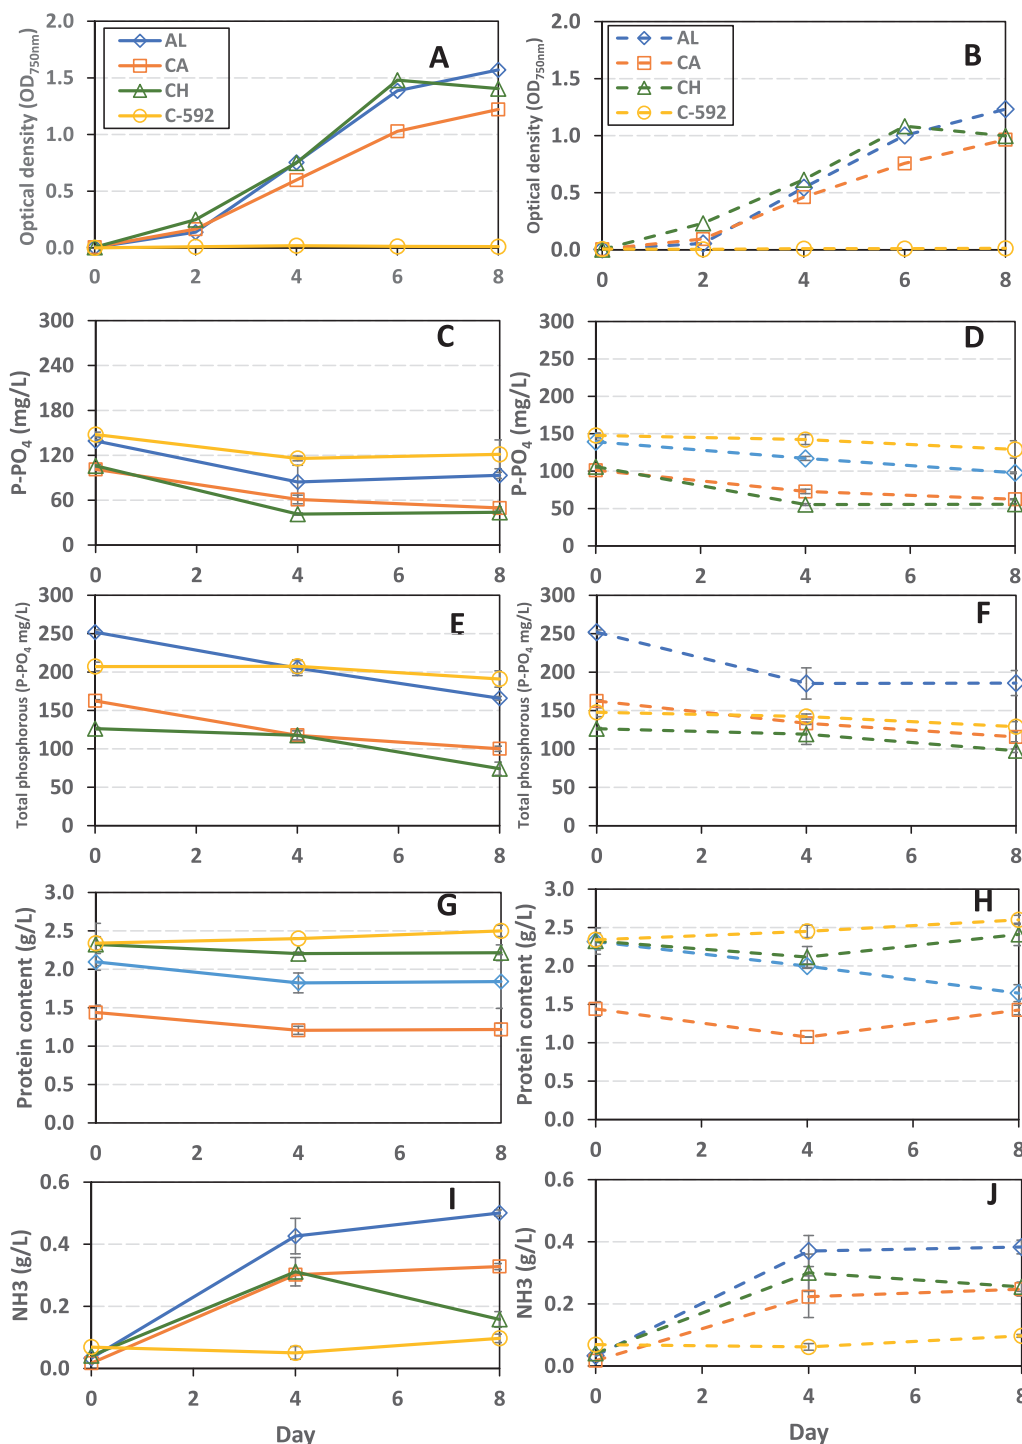 Optical density (OD750nm)
2.0
1.5
1.0
0.5
0.0
AL
CA
CH
C-592
A
0 2 4 6 8
Optical density (OD750nm)
2.0
1.5
1.0
0.5
0.0
AL
CA
CH
C-592
B
0 2 4 6 8
P-PO4 (mg/L)
300
240
180
120
60
0
C
0 2 4 6 8
P-PO4 (mg/L)
300
250
200
150
100
50
0
D
0 2 4 6 8
Total phosphorous (P-PO4 mg/L)
300
250
200
150
100
50
0
E
0 2 4 6 8
Total phosphorous (P-PO4 mg/L)
300
250
200
150
100
50
0
F
0 2 4 6 8
Protein content (g/L)
3.0
2.5
2.0
1.5
1.0
0.5
0.0
G
0 2 4 6 8
Protein content (g/L)
3.0
2.5
2.0
1.5
1.0
0.5
0.0
H
0 2 4 6 8
NH3 (g/L)
0.6
0.4
0.2
0.0
I
0 2 4 6 8
Day
NH3 (g/L)
0.6
0.4
0.2
0.0
J
0 2 4 6 8
Day